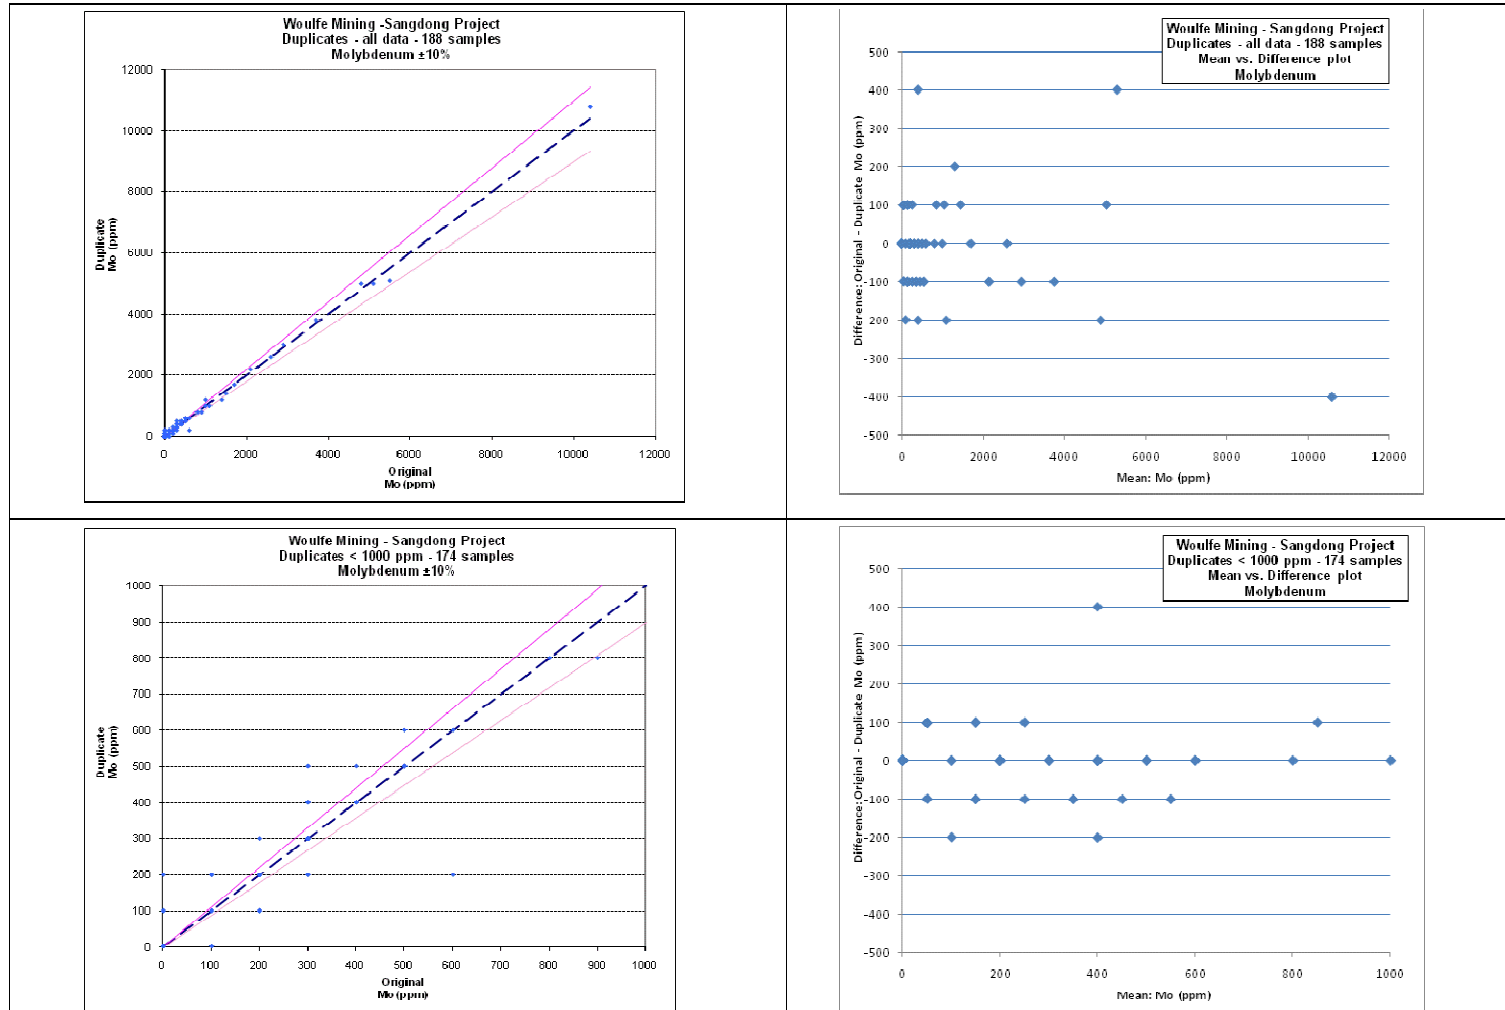 Woulfe Mining -Sangdong Project
Duplicates - all data - 188 samples
Molybdenum ±10%
12000
10000
8000
6000
4000
2000
0
Duplicate
Mo (ppm)
0 2000 4000 6000 8000 10000 12000
Original
Mo (ppm)
Woulfe Mining - Sangdong Project
Duplicates - all data - 188 samples
Mean vs. Difference plot
Molybdenum
500
400
300
200
100
0
-100
-200
-300
-400
-500
Difference: Original - Duplicate Mo (ppm)
0 2000 4000 6000 8000 10000 12000
Mean: Mo (ppm)
Woulfe Mining - Sangdong Project
Duplicates < 1000 ppm - 174 samples
Molybdenum ±10%
1000
900
800
700
600
500
400
300
200
100
0
Duplicate
Mo (ppm)
0 100 200 300 400 500 600 700 800 900 1000
Original
Mo (ppm)
Woulfe Mining - Sangdong Project
Duplicates < 1000 ppm - 174 samples
Mean vs. Difference plot
Molybdenum
500
400
300
200
100
0
-100
-200
-300
-400
-500
Difference: Original - Duplicate Mo (ppm)
0 200 400 600 800 1000
Mean: Mo (ppm)